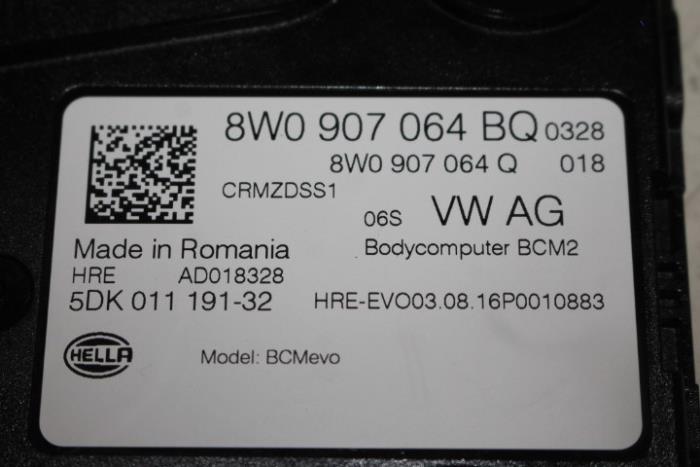 8W0 907 064 BQ 0328
8W0 907 064 Q 018
CRMZDSS1
06S VW AG
Made in Romania Bodycomputer BCM2
HRE AD018328
5DK 011 191-32 HRE-EVO03.08.16P0010883
HELLA Model: BCMevo